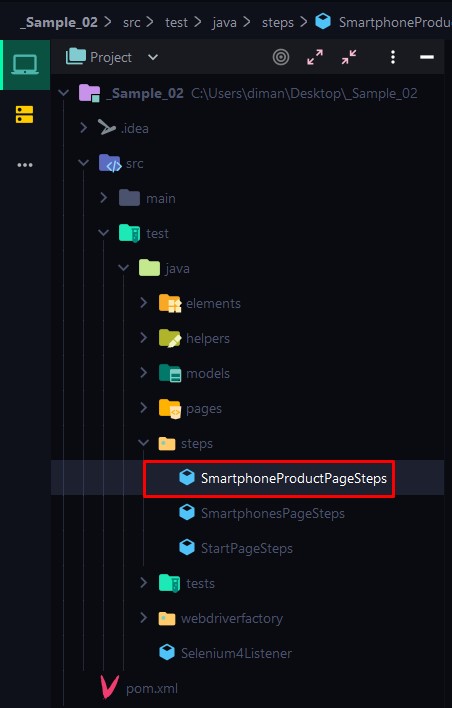 _Sample_02 > src > test > java > steps > SmartphoneProduc
Project
_Sample_02 C:\Users\diman\Desktop\_Sample_02
.idea
src
main
test
java
elements
helpers
models
pages
steps
SmartphoneProductPageSteps
SmartphonesPageSteps
StartPageSteps
tests
webdriverfactory
Selenium4Listener
pom.xml